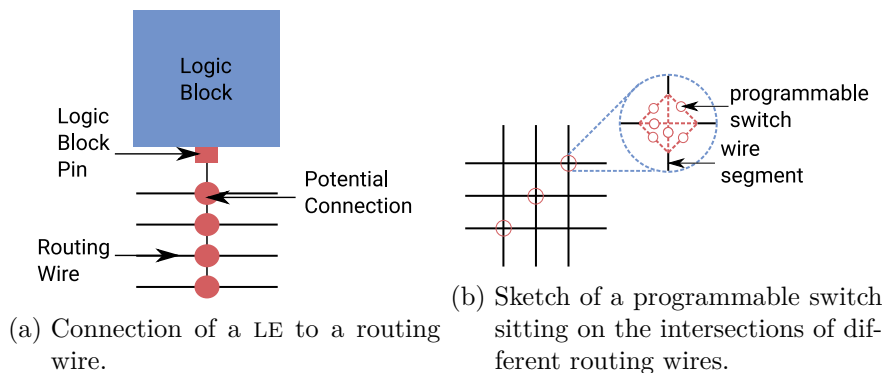 Logic
Block
Logic
Block
Pin
Potential
Connection
Routing
Wire
(a) Connection of a LE to a routing
wire.
programmable
switch
wire
segment
(b) Sketch of a programmable switch
sitting on the intersections of dif-
ferent routing wires.